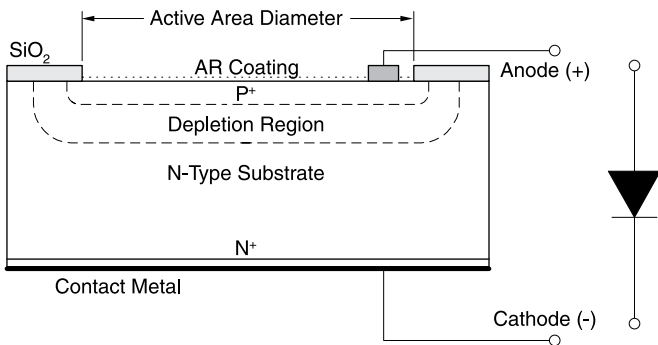 Active Area Diameter
SiO2
AR Coating
Anode (+)
P+
Depletion Region
N-Type Substrate
N+
Contact Metal
Cathode (-)